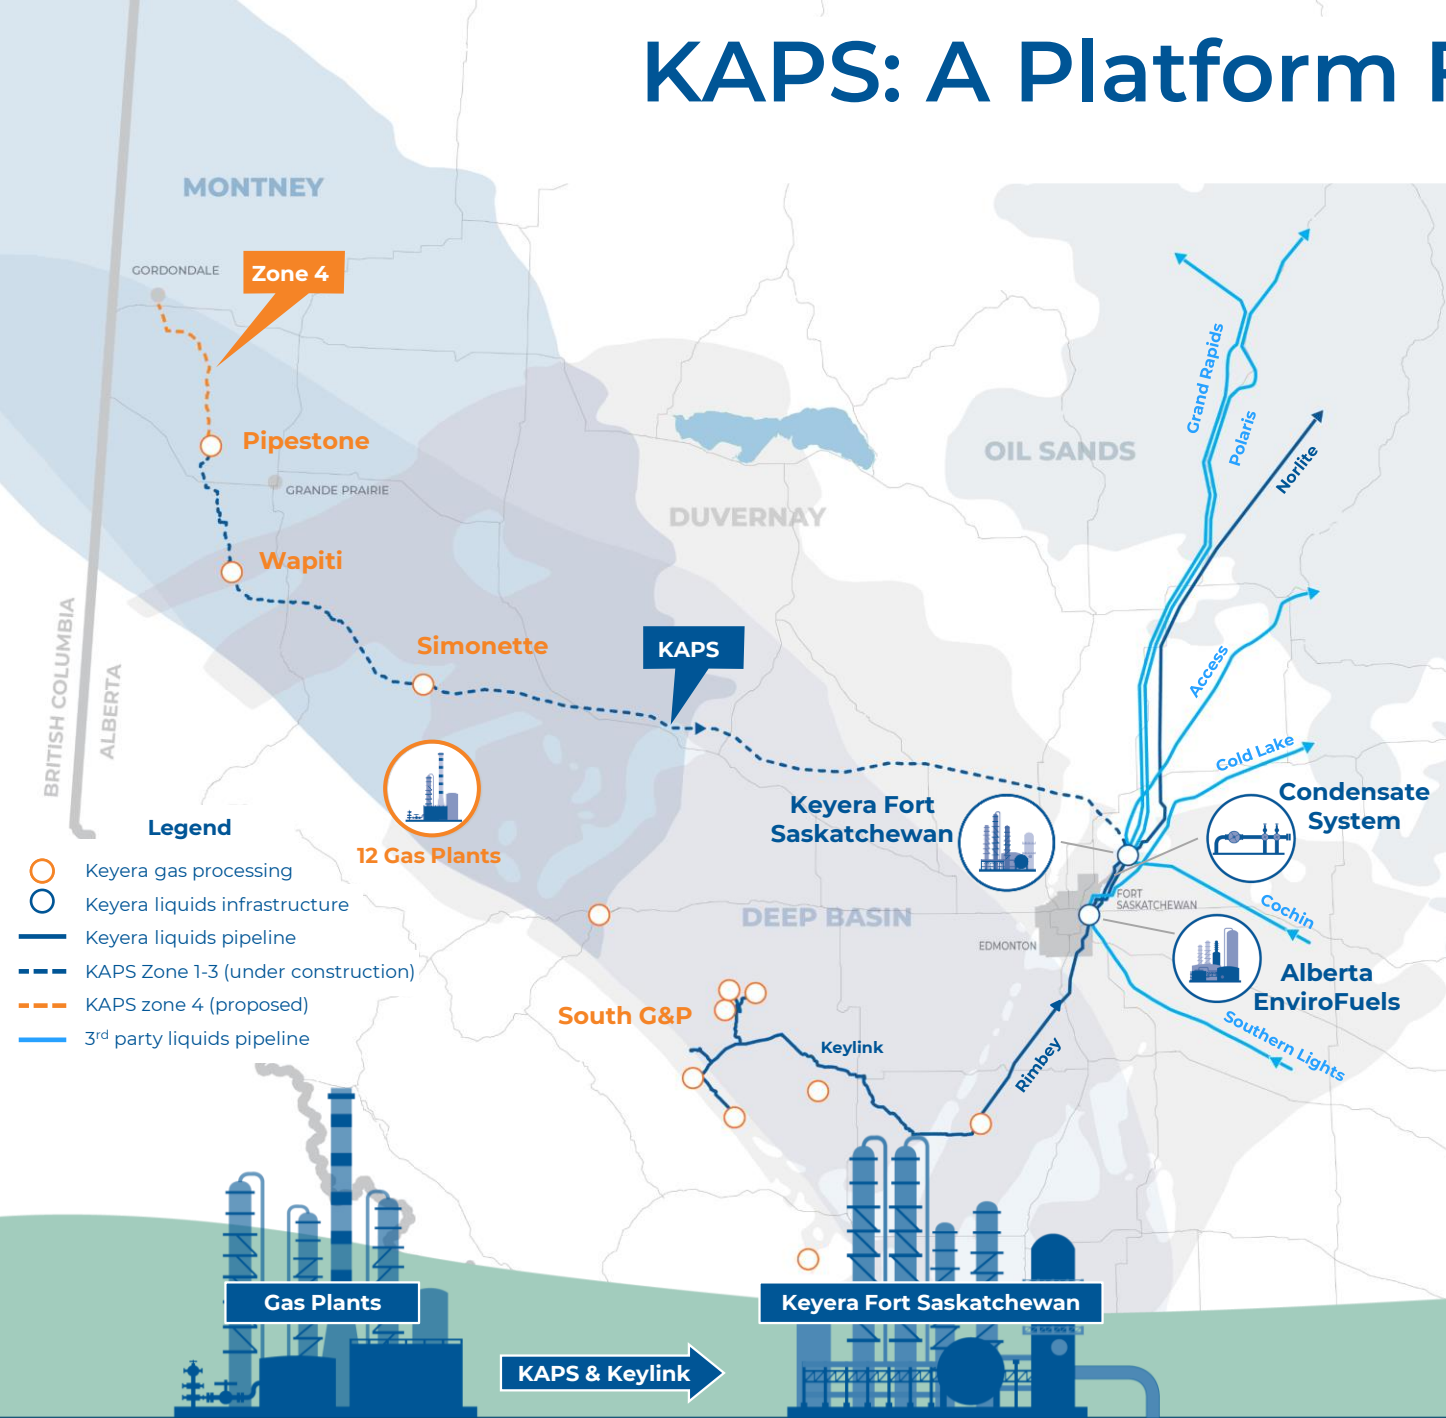 KAPS: A Platform
MONTNEY
GORDONDALE
Zone 4
Pipestone
GRANDE PRAIRIE
Wapiti
Simonette
KAPS
DUVERNAY
OIL SANDS
Grand Rapids
Polaris
Norlite
Access
Cold Lake
BRITISH COLUMBIA
ALBERTA
12 Gas Plants
Keyera Fort
Saskatchewan
Condensate
System
FORT
SASKATCHEWAN
EDMONTON
Cochin
Alberta
EnviroFuels
Southern Lights
DEEP BASIN
South G&P
Keylink
Rimbey
Legend
Keyera gas processing
Keyera liquids infrastructure
Keyera liquids pipeline
KAPS Zone 1-3 (under construction)
KAPS zone 4 (proposed)
3rd party liquids pipeline
Gas Plants
KAPS & Keylink
Keyera Fort Saskatchewan